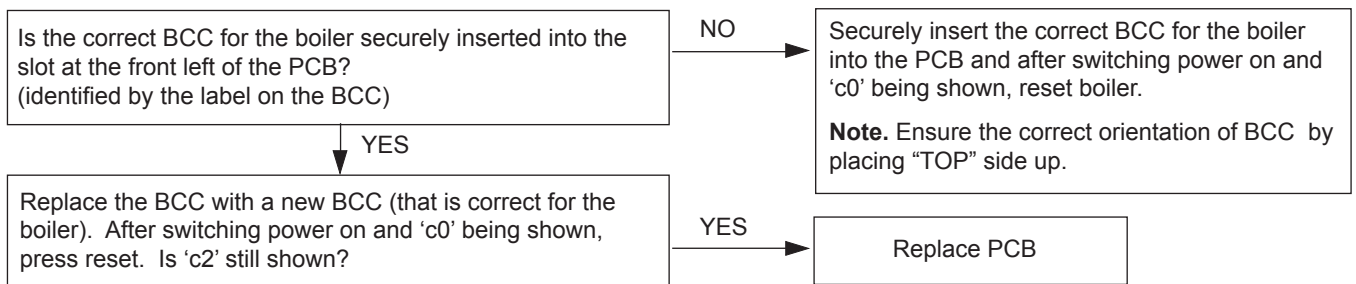 Is the correct BCC for the boiler securely inserted into the
slot at the front left of the PCB?
(identified by the label on the BCC)
NO
Securely insert the correct BCC for the boiler
into the PCB and after switching power on and
‘c0’ being shown, reset boiler.
Note. Ensure the correct orientation of BCC by
placing “TOP” side up.
YES
Replace the BCC with a new BCC (that is correct for the
boiler). After switching power on and ‘c0’ being shown,
press reset. Is ‘c2’ still shown?
YES
Replace PCB